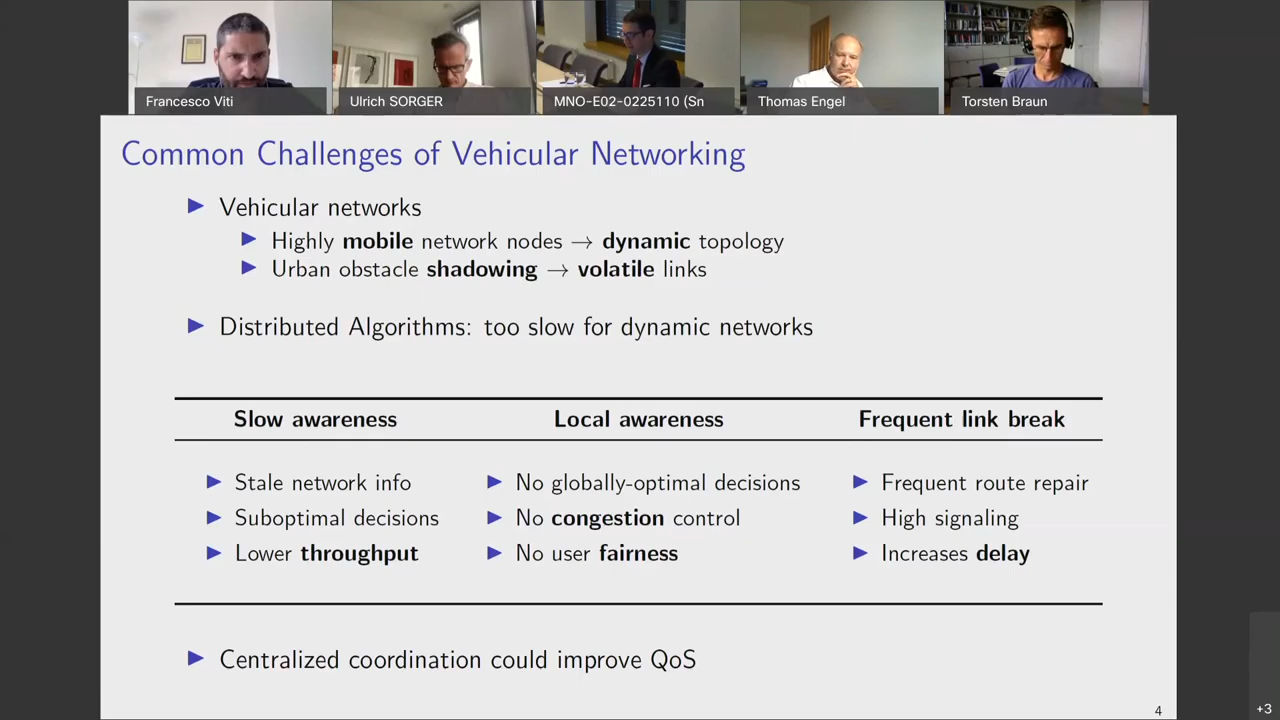 Francesco Viti
Ulrich SORGER
MNO-E02-0225110 (Sn
Thomas Engel
Torsten Braun
Common Challenges of Vehicular Networking
Vehicular networks
Highly mobile network nodes → dynamic topology
Urban obstacle shadowing → volatile links
Distributed Algorithms: too slow for dynamic networks
Slow awareness Local awareness Frequent link break
Stale network info No globally-optimal decisions Frequent route repair
Suboptimal decisions No congestion control High signaling
Lower throughput No user fairness Increases delay
Centralized coordination could improve QoS
4
+3